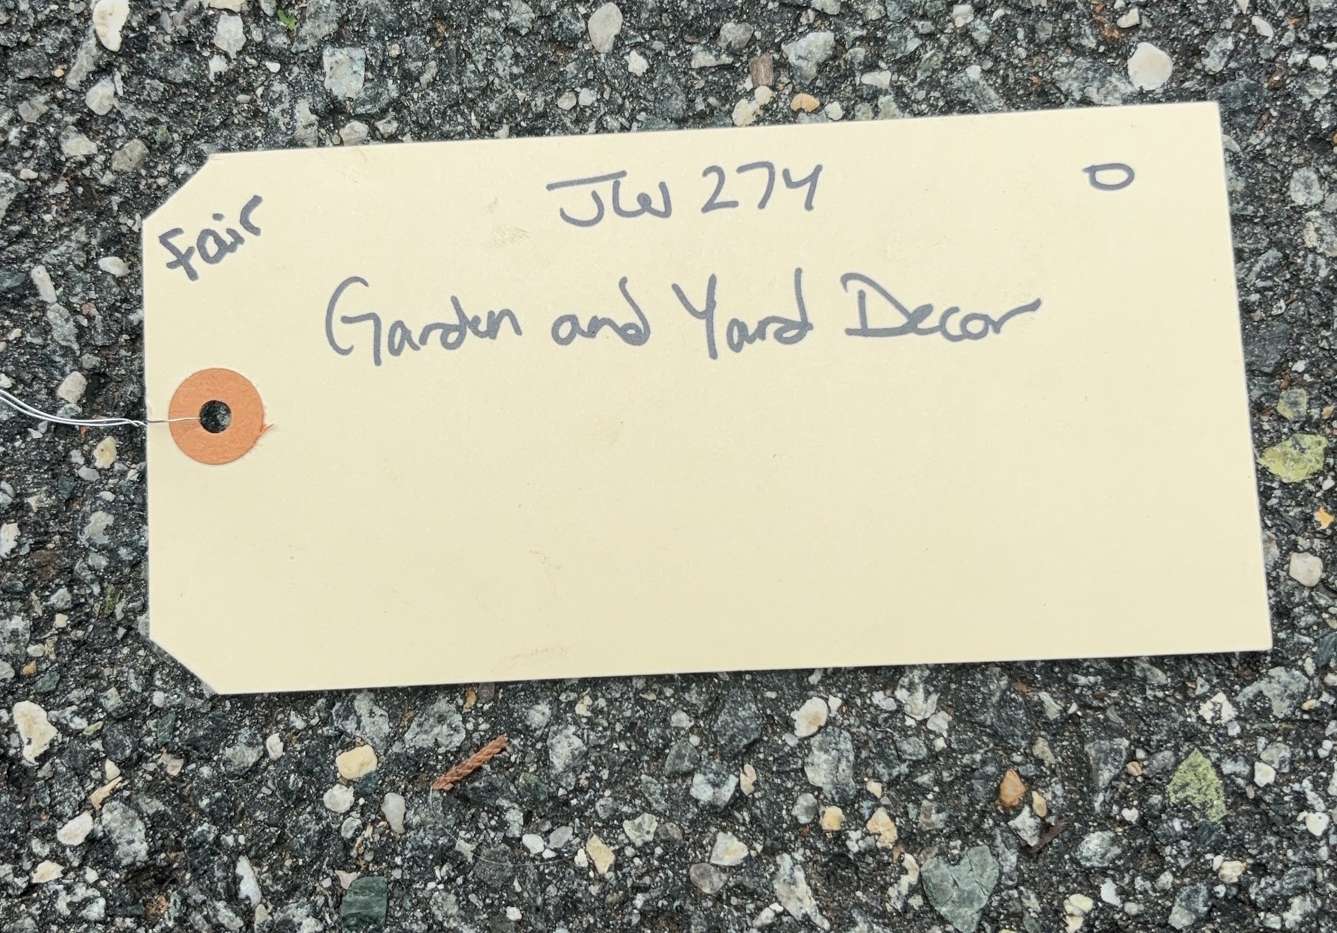 Fair
JW 274
O
Garden and Yard Decor